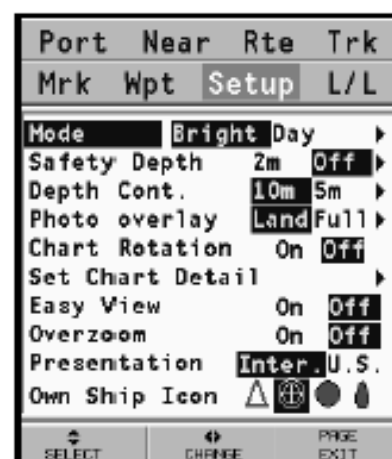 Port Near Rte Trk
Mrk Wpt Setup L/L
Mode Bright Day
Safety Depth 2m Off
Depth Cont. 10m 5m
Photo overlay Land Full
Chart Rotation On Off
Set Chart Detail
Easy View On Off
Overzoom On Off
Presentation Inter. U.S.
Own Ship Icon
SELECT CHANGE PAGE
EXIT